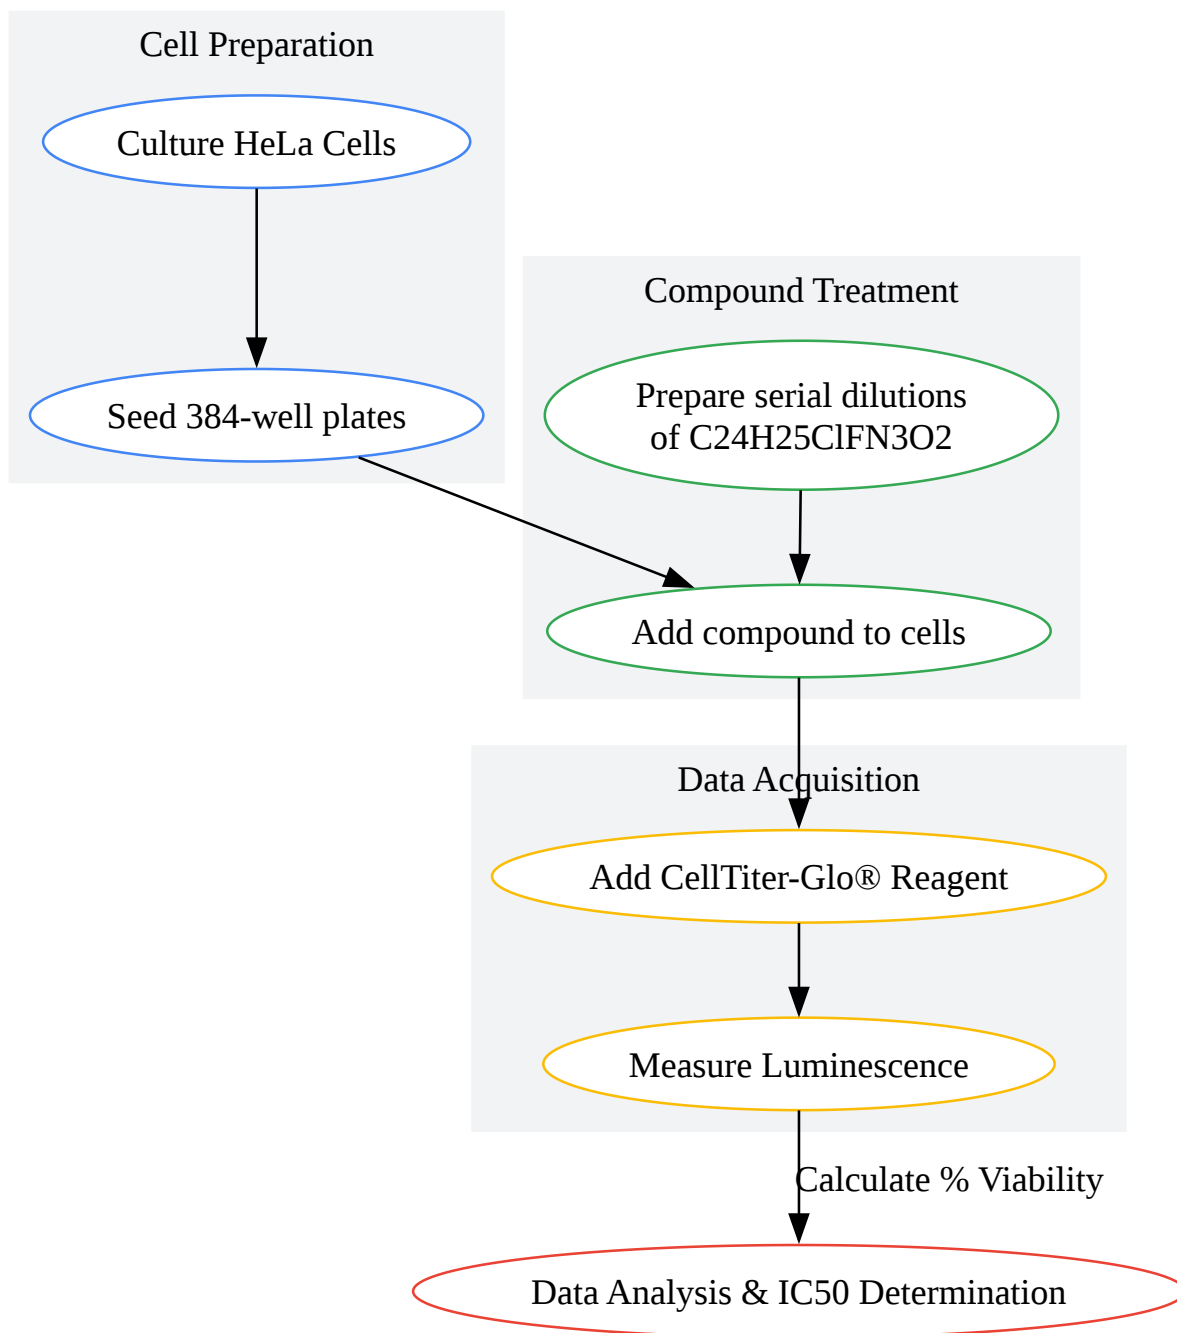 Cell Preparation
Culture HeLa Cells
Seed 384-well plates
Compound Treatment
Prepare serial dilutions
of C24H25ClFN3O2
Add compound to cells
Data Acquisition
Add CellTiter-Glo® Reagent
Measure Luminescence
Calculate % Viability
Data Analysis & IC50 Determination